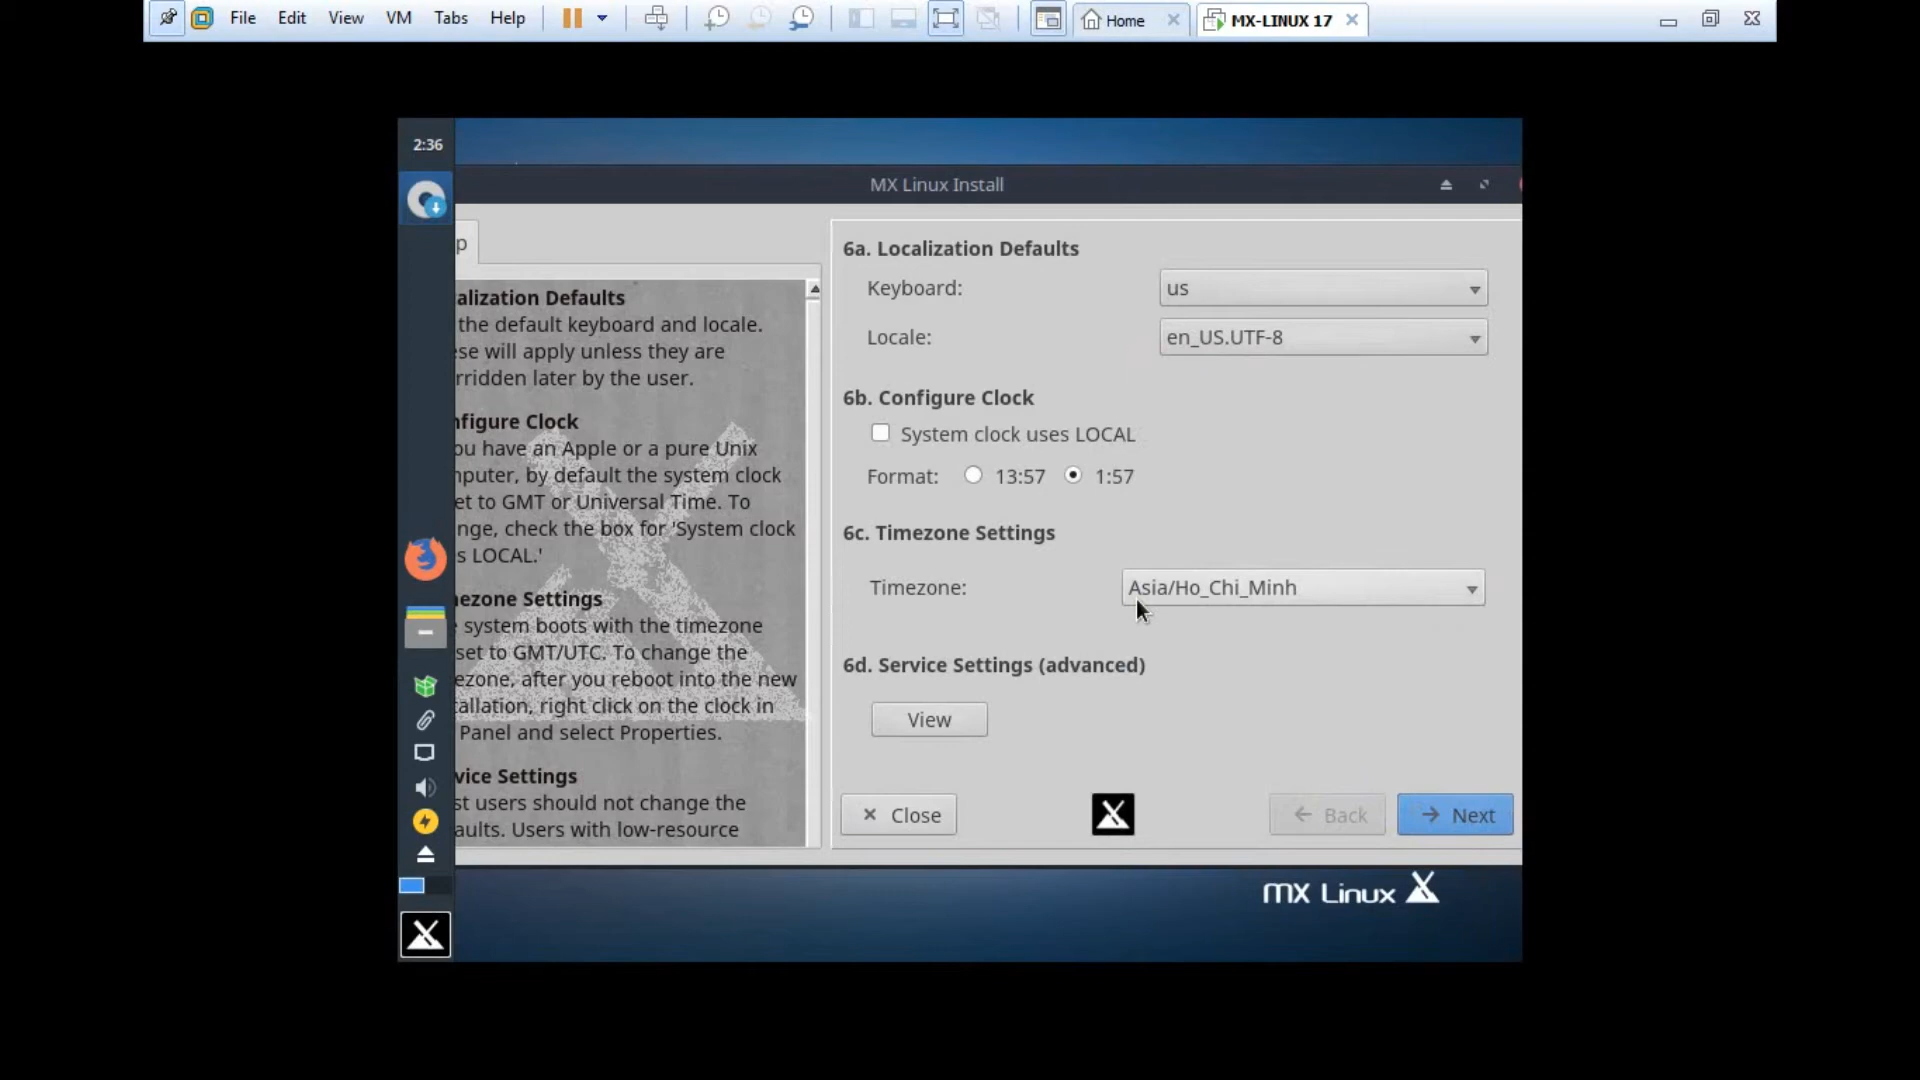 File Edit View VM Tabs Help Home MX-LINUX 17
2:36
MX Linux Install
p
alization Defaults
the default keyboard and locale.
ese will apply unless they are
rridden later by the user.
nfigure Clock
ou have an Apple or a pure Unix
mputer, by default the system clock
et to GMT or Universal Time. To
nge, check the box for 'System clock
s LOCAL.'
ezone Settings
system boots with the timezone
set to GMT/UTC. To change the
ezone, after you reboot into the new
tallation, right click on the clock in
Panel and select Properties.
vice Settings
st users should not change the
aults. Users with low-resource
6a. Localization Defaults
Keyboard: us
Locale: en_US.UTF-8
6b. Configure Clock
System clock uses LOCAL
Format: 13:57 1:57
6c. Timezone Settings
Timezone: Asia/Ho_Chi_Minh
6d. Service Settings (advanced)
View
Close Back Next
MX Linux